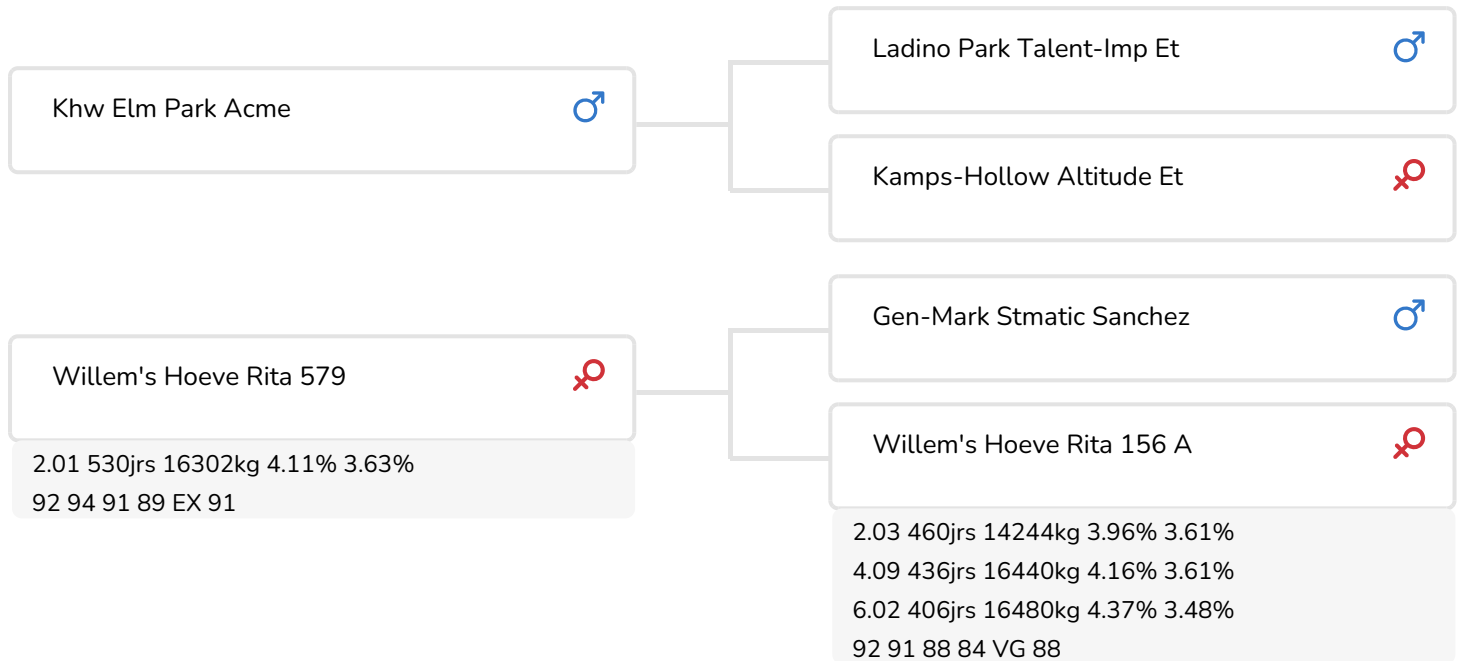 Khw Elm Park Acme
Ladino Park Talent-Imp Et
Kamps-Hollow Altitude Et
Willem's Hoeve Rita 579
2.01 530jrs 16302kg 4.11% 3.63%
92 94 91 89 EX 91
Gen-Mark Stmatic Sanchez
Willem's Hoeve Rita 156 A
2.03 460jrs 14244kg 3.96% 3.61%
4.09 436jrs 16440kg 4.16% 3.61%
6.02 406jrs 16480kg 4.37% 3.48%
92 91 88 84 VG 88